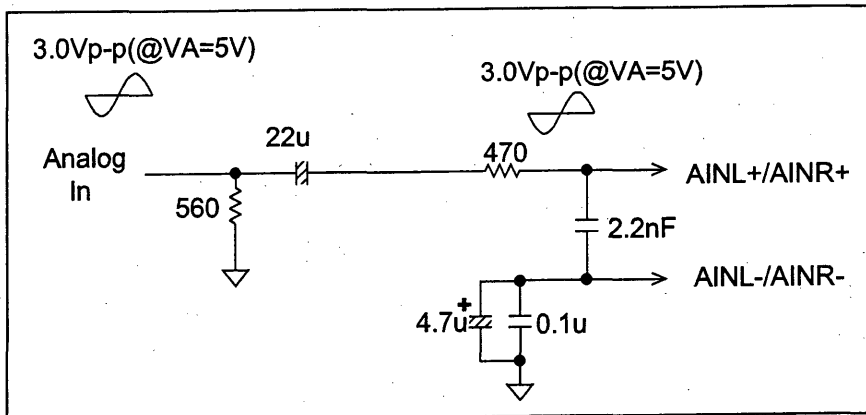 3.0Vp-p(@VA=5V)
3.0Vp-p(@VA=5V)
22u
470
Analog
In
AINL+/AINR+
560
2.2nF
AINL-/AINR-
+
4.7u
0.1u